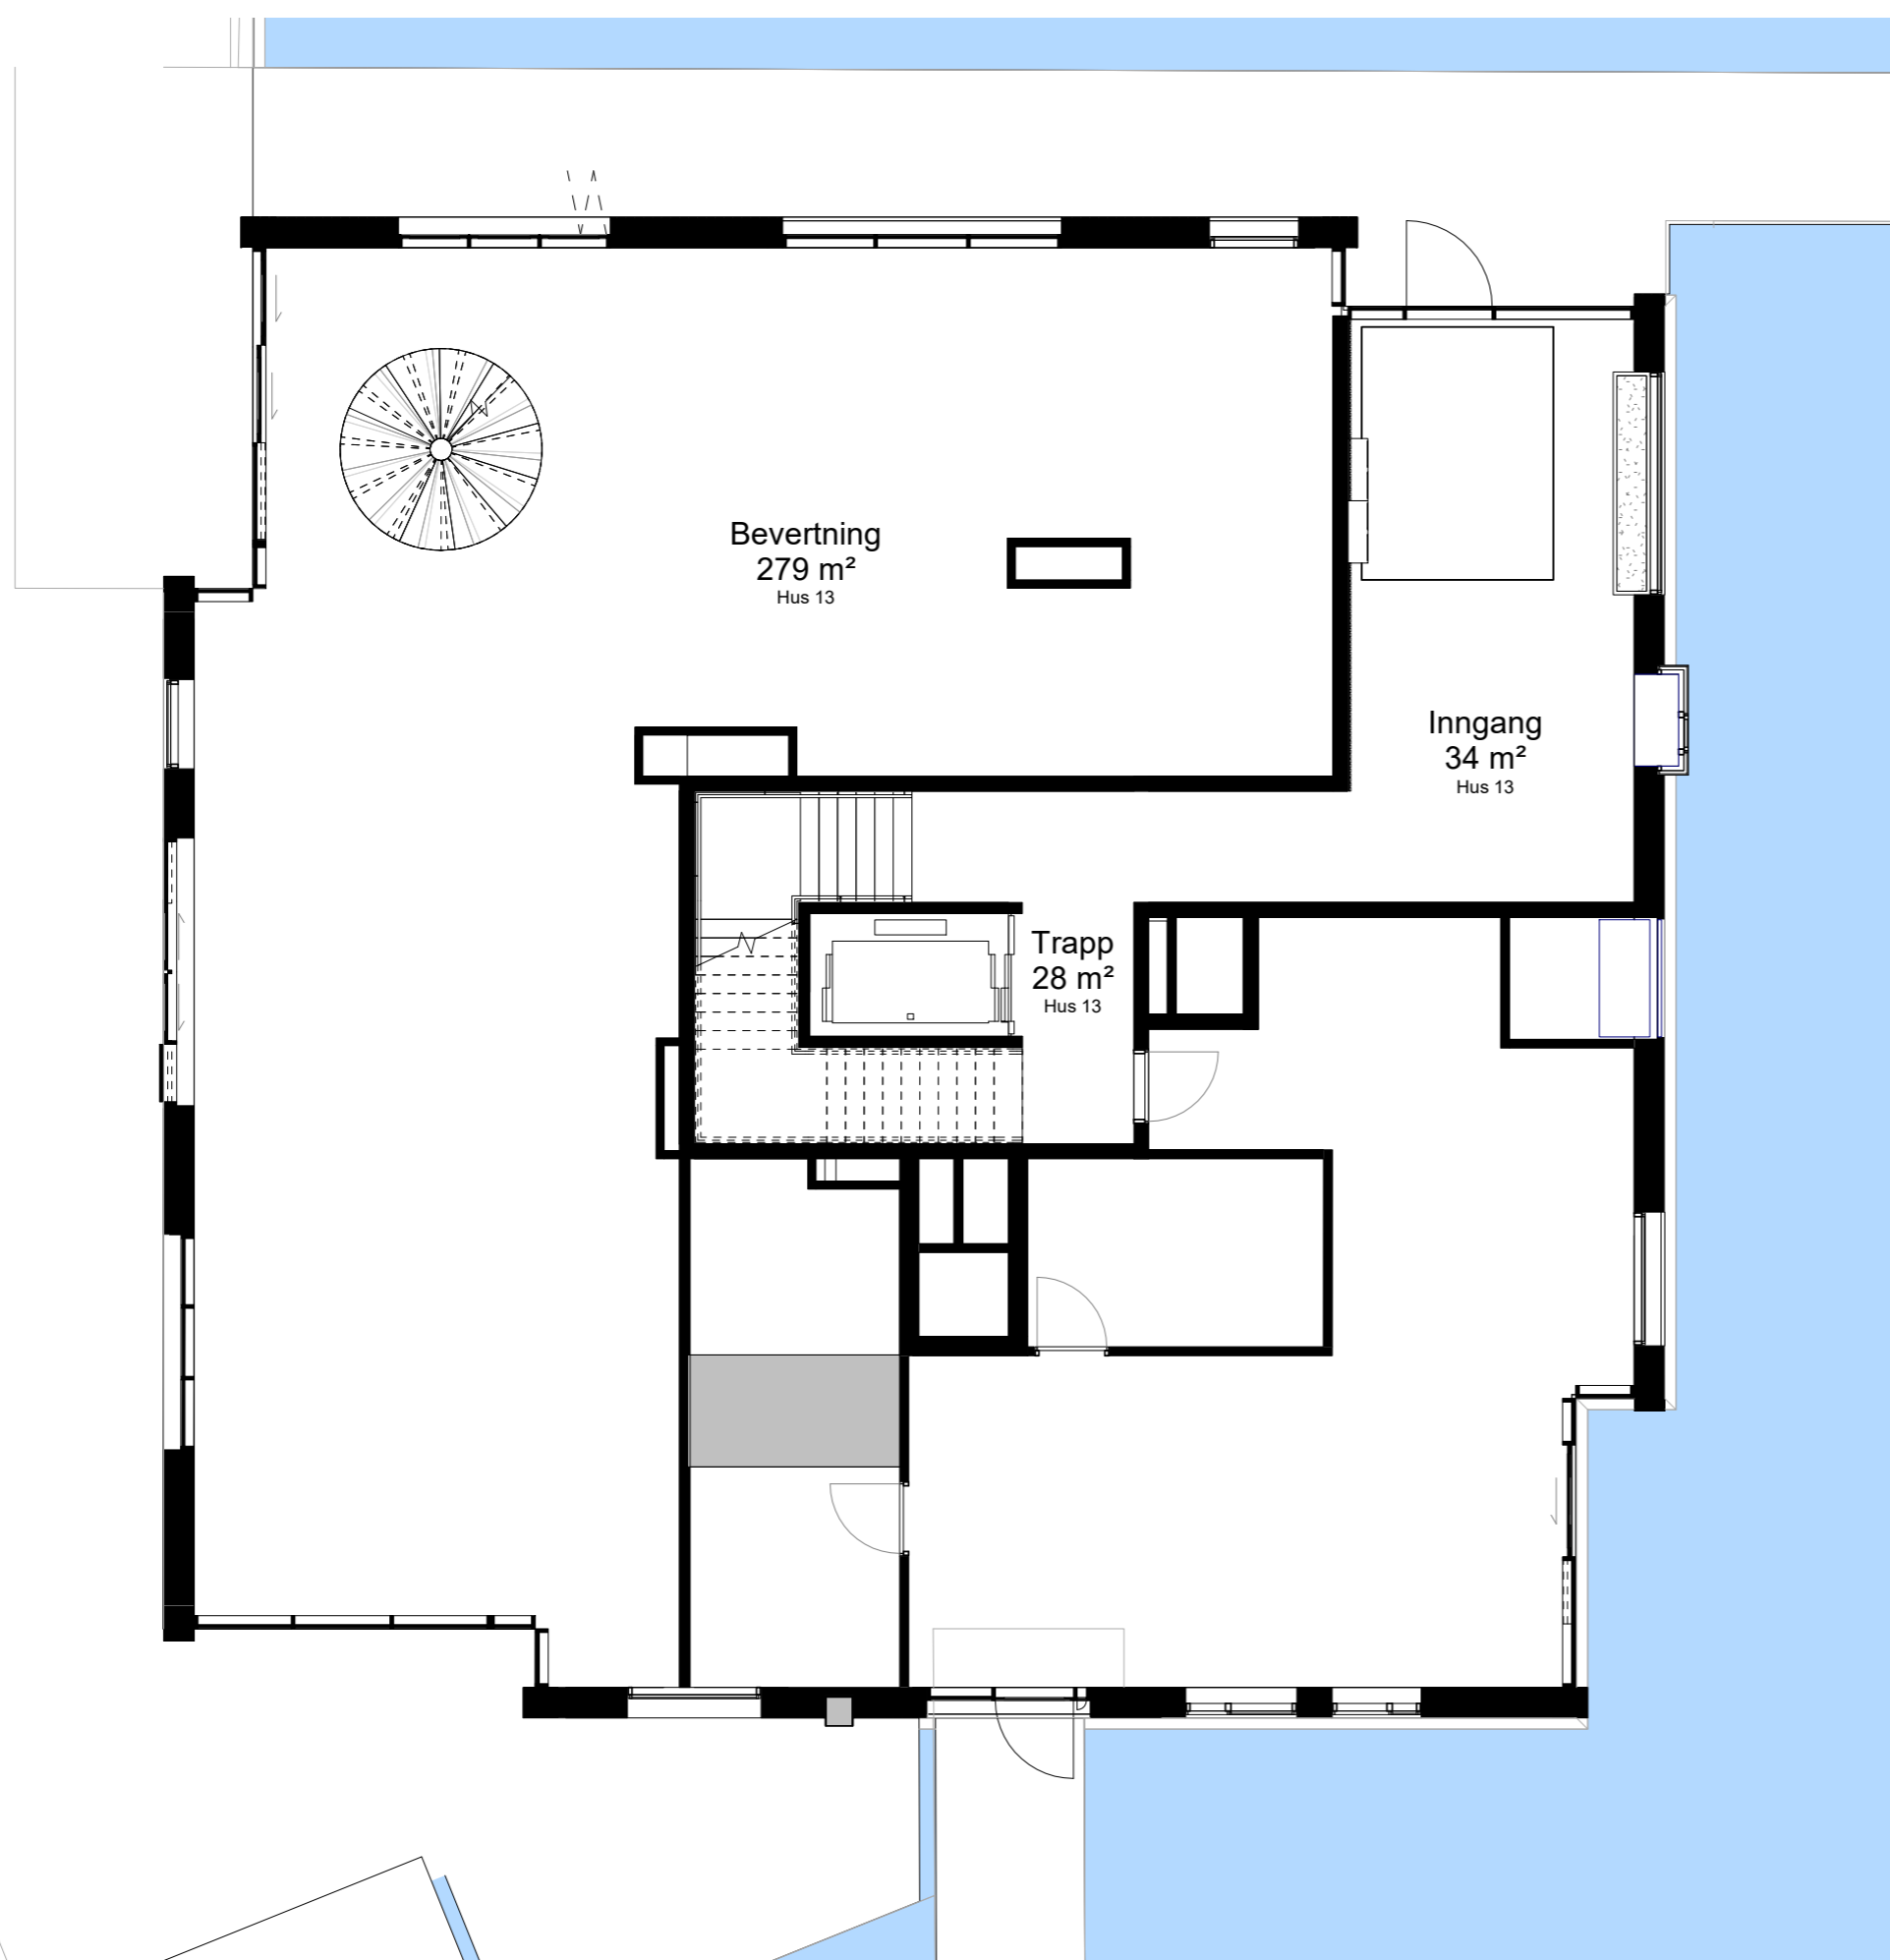 Bevertning
279 m²
Hus 13
Inngang
34 m²
Hus 13
Trapp
28 m²
Hus 13